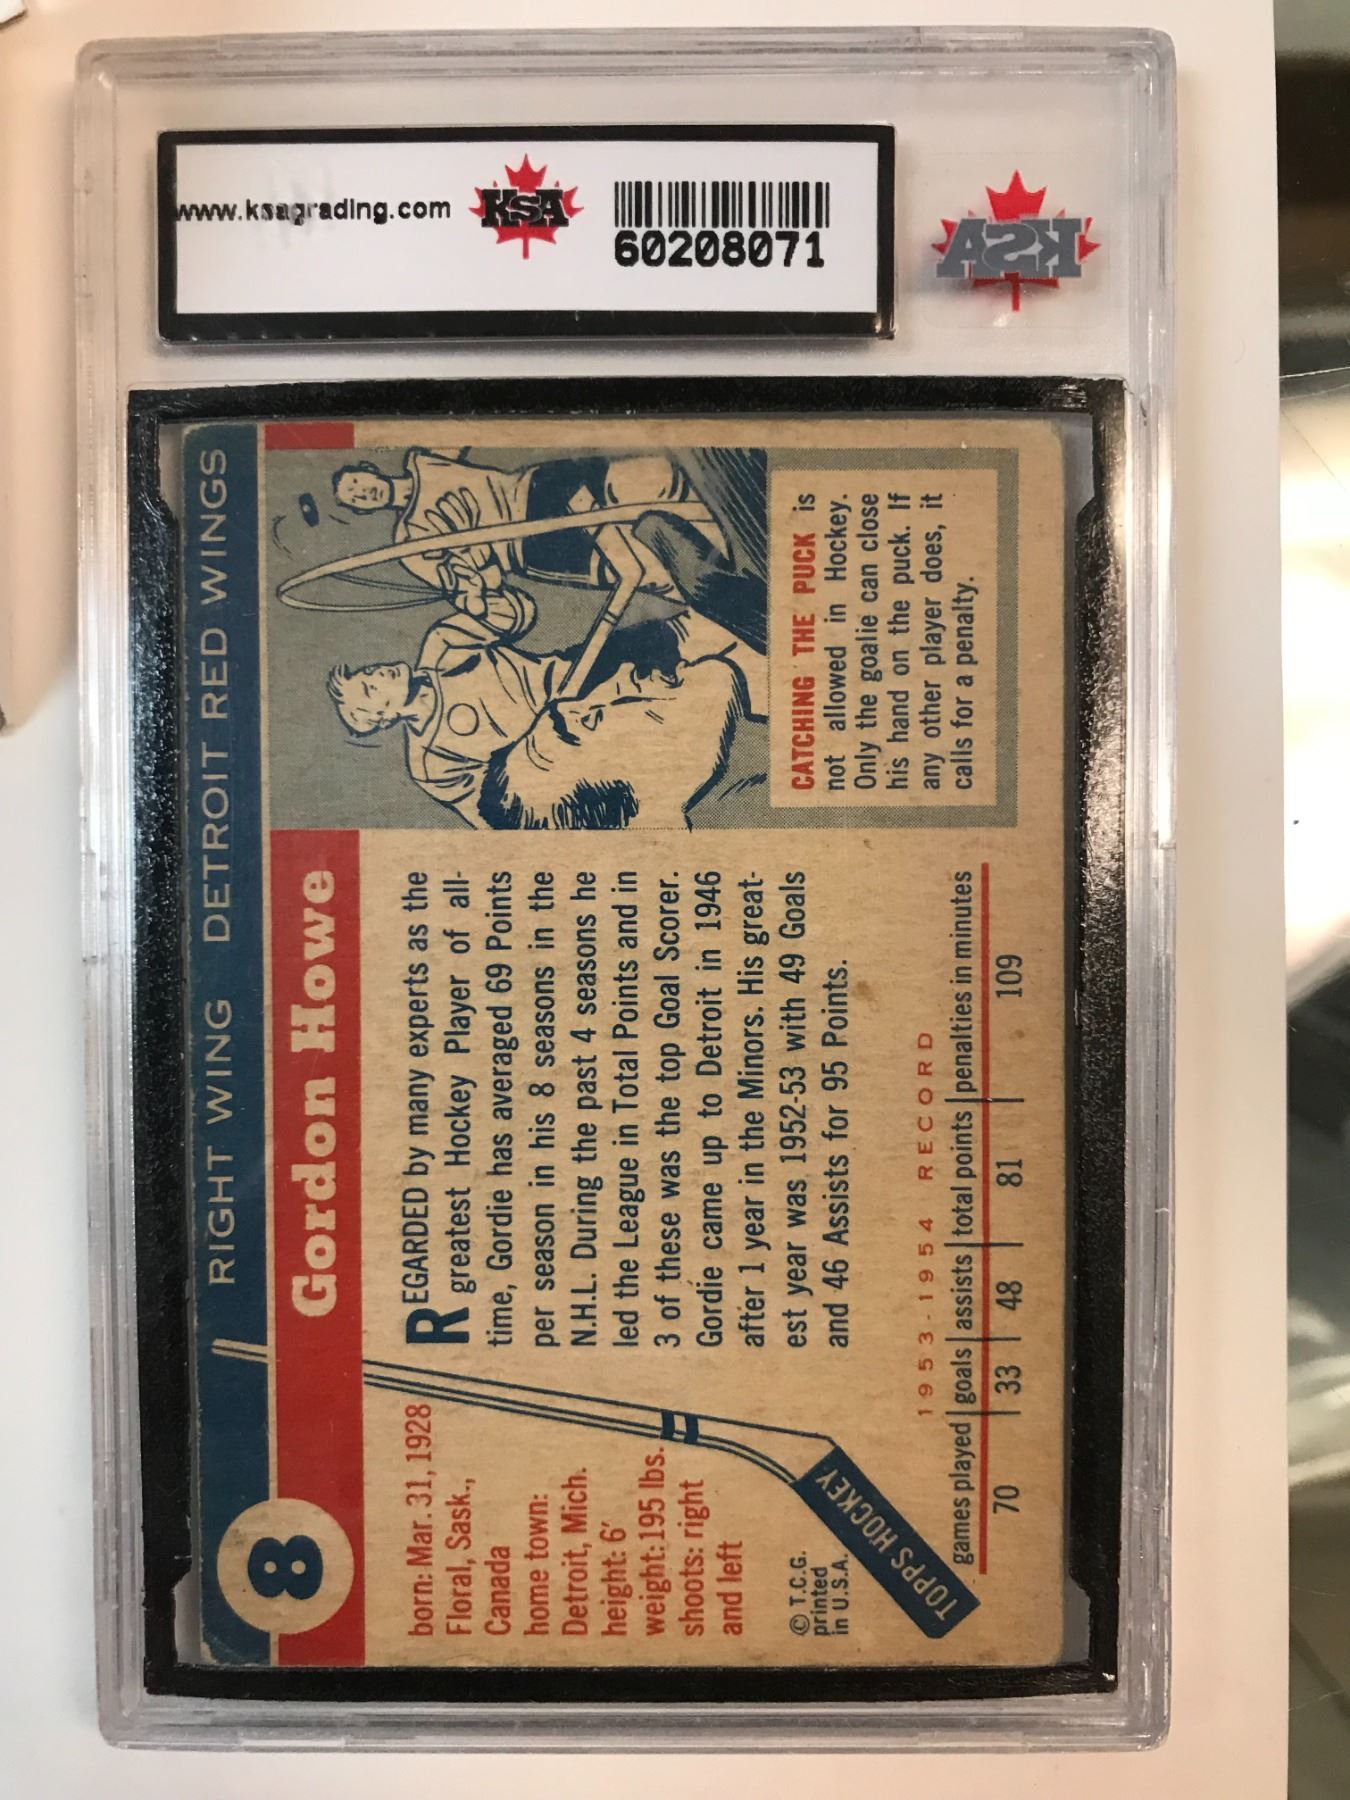 www.ksagrading.com
KSA
60208071
KSA
8
RIGHT WING DETROIT RED WINGS
Gordon Howe
born: Mar. 31, 1928
Floral, Sask.,
Canada
home town:
Detroit, Mich.
height: 6'
weight: 195 lbs.
shoots: right
and left
© T.C.G.
printed
in U.S.A.
TOPPS HOCKEY
REGARDED by many experts as the
greatest Hockey Player of all-
time, Gordie has averaged 69 Points
per season in his 8 seasons in the
N.H.L. During the past 4 seasons he
led the League in Total Points and in
3 of these was the top Goal Scorer.
Gordie came up to Detroit in 1946
after 1 year in the Minors. His great-
est year was 1952-53 with 49 Goals
and 46 Assists for 95 Points.
1953-1954 RECORD
games played goals assists total points penalties in minutes
70 33 48 81 109
CATCHING THE PUCK is
not allowed in Hockey.
Only the goalie can close
his hand on the puck. If
any other player does, it
calls for a penalty.